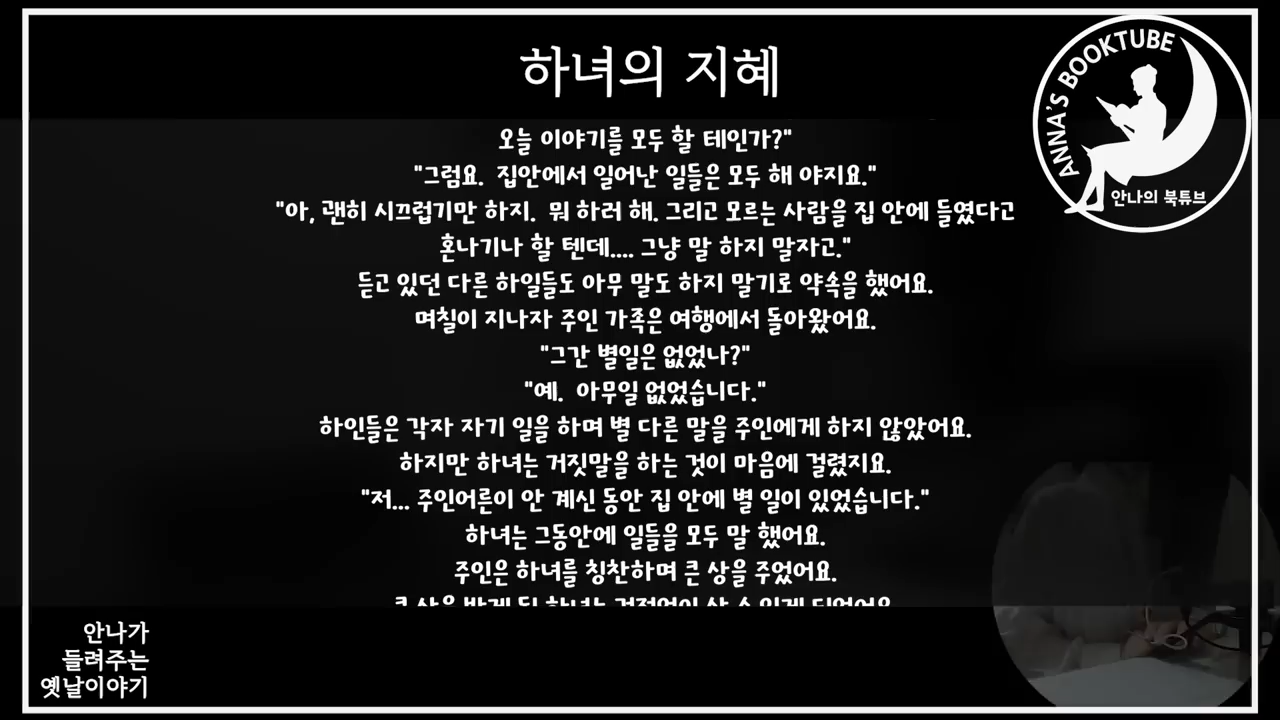 하녀의 지혜
ANNA'S BOOKTUBE
안나의 북튜브
오늘 이야기를 모두 할 테인가?"
"그럼요. 집안에서 일어난 일들은 모두 해 야지요."
"아, 괜히 시끄럽기만 하지. 뭐 하러 해. 그리고 모르는 사람을 집 안에 들였다고
혼나기나 할 텐데.... 그냥 말 하지 말자고."
듣고 있던 다른 하일들도 아무 말도 하지 말기로 약속을 했어요.
며칠이 지나자 주인 가족은 여행에서 돌아왔어요.
"그간 별일은 없었나?"
"예. 아무일 없었습니다."
하인들은 각자 자기 일을 하며 별 다른 말을 주인에게 하지 않았어요.
하지만 하녀는 거짓말을 하는 것이 마음에 걸렸지요.
"저... 주인어른이 안 계신 동안 집 안에 별 일이 있었습니다."
하녀는 그동안에 일들을 모두 말 했어요.
주인은 하녀를 칭찬하며 큰 상을 주었어요.
안나가
들려주는
옛날이야기